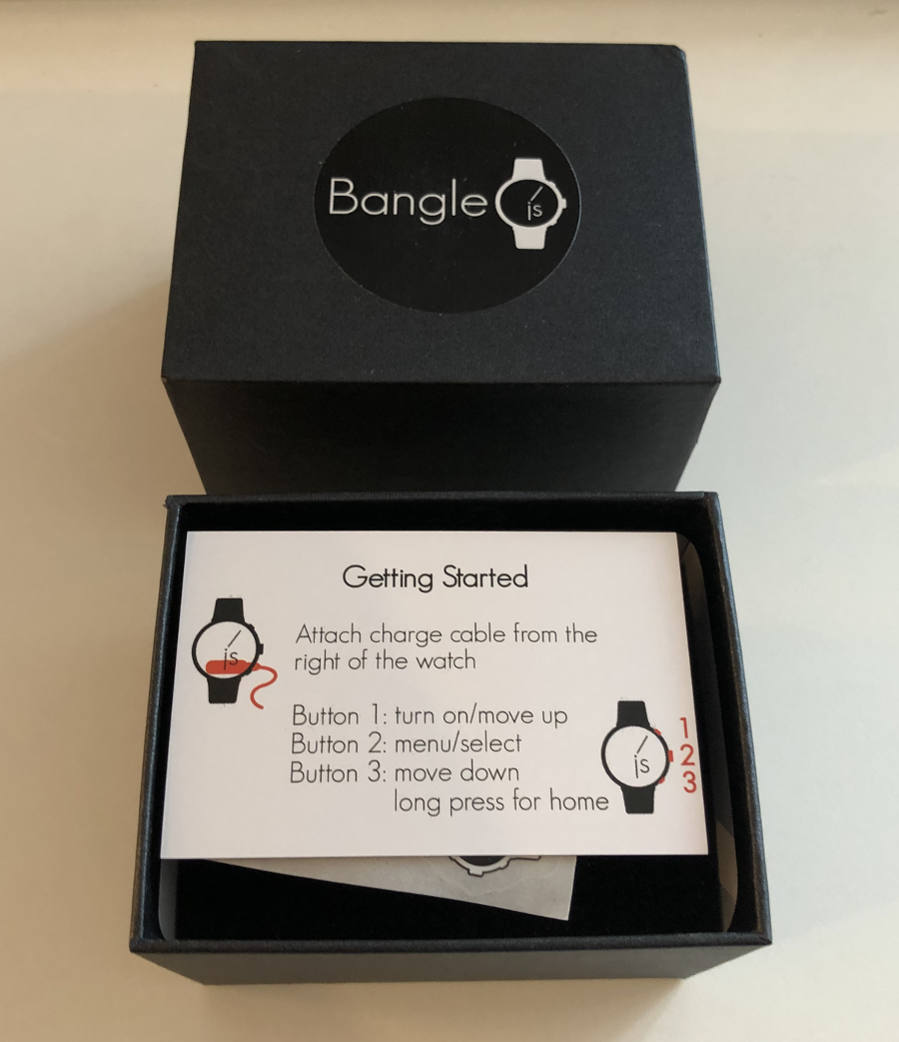 Bangle js
Getting Started
js
Attach charge cable from the
right of the watch
Button 1: turn on/move up
Button 2: menu/select
Button 3: move down
long press for home
js
1
2
3